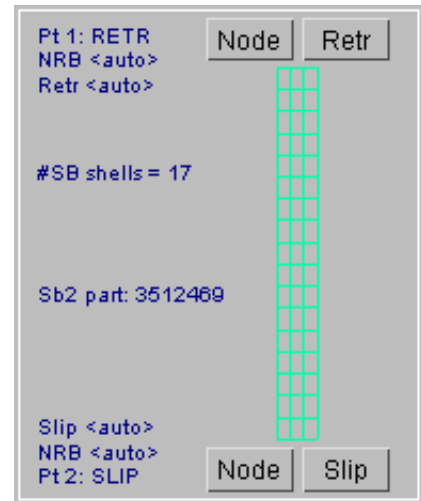 Pt 1: RETR
Node
Retr
NRB <auto>
Retr <auto>
#SB shells = 17
Sb2 part: 3512469
Slip <auto>
NRB <auto>
Pt 2: SLIP
Node
Slip